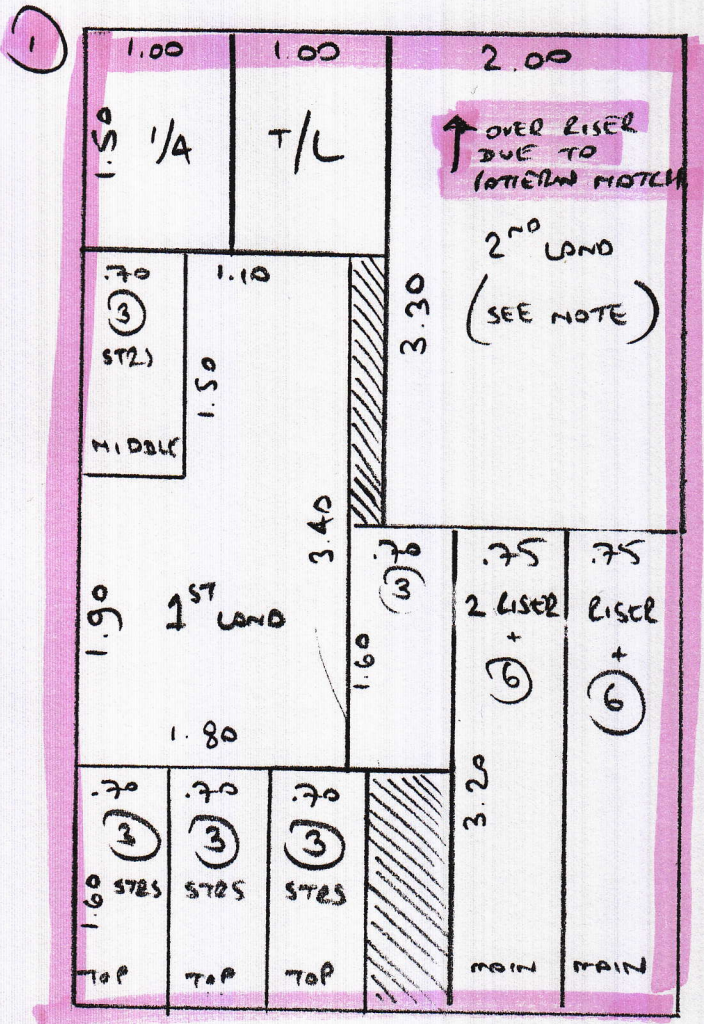 1
1.00
1.00
2.00
1.50
1/A
T/L
OVER RISER
DUE TO
PATTERN MATCH
2ND LAND
(SEE NOTE)
3.30
.70
3
STRS
MIDDLE
1.10
1.50
3.40
1.90
1ST LAND
1.80
.70
3
1.60
.75
2 RISER
+
6
3.20
MAIN
.75
RISER
+
6
MAIN
.70
3
STRS
1.60
TOP
.70
3
STRS
TOP
.70
3
STRS
TOP